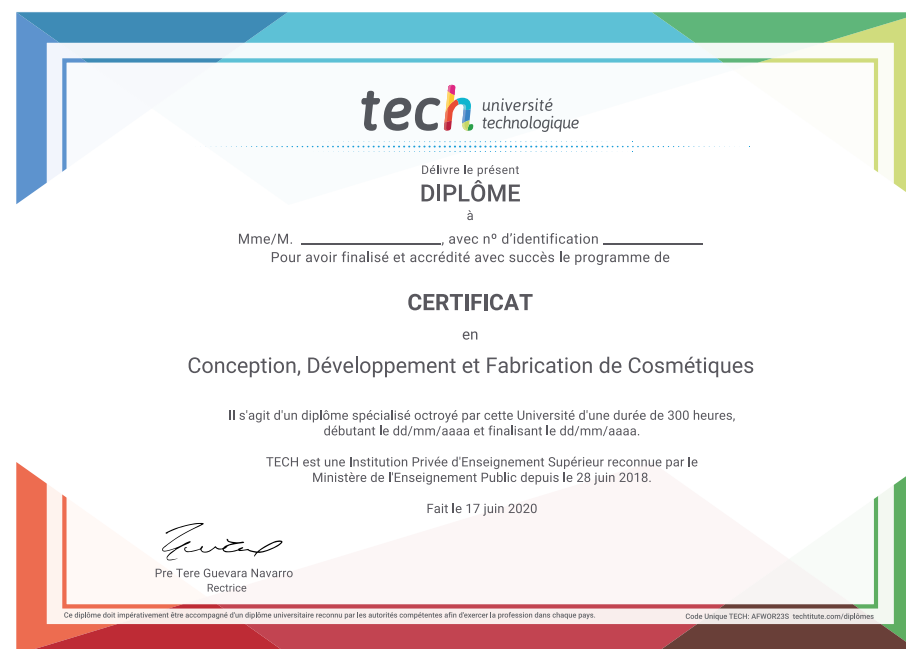 tech université
technologique
Délivre le présent
DIPLÔME
à
Mme/M. ____________________, avec nº d'identification ______________
Pour avoir finalisé et accrédité avec succès le programme de
CERTIFICAT
en
Conception, Développement et Fabrication de Cosmétiques
Il s'agit d'un diplôme spécialisé octroyé par cette Université d'une durée de 300 heures,
débutant le dd/mm/aaaa et finalisant le dd/mm/aaaa.
TECH est une Institution Privée d'Enseignement Supérieur reconnue par le
Ministère de l'Enseignement Public depuis le 28 juin 2018.
Fait le 17 juin 2020
Pre Tere Guevara Navarro
Rectrice
Ce diplôme doit impérativement être accompagné d'un diplôme universitaire reconnu par les autorités compétentes afin d'exercer la profession dans chaque pays.
Code Unique TECH: AFWOR23S techtitute.com/diplômes